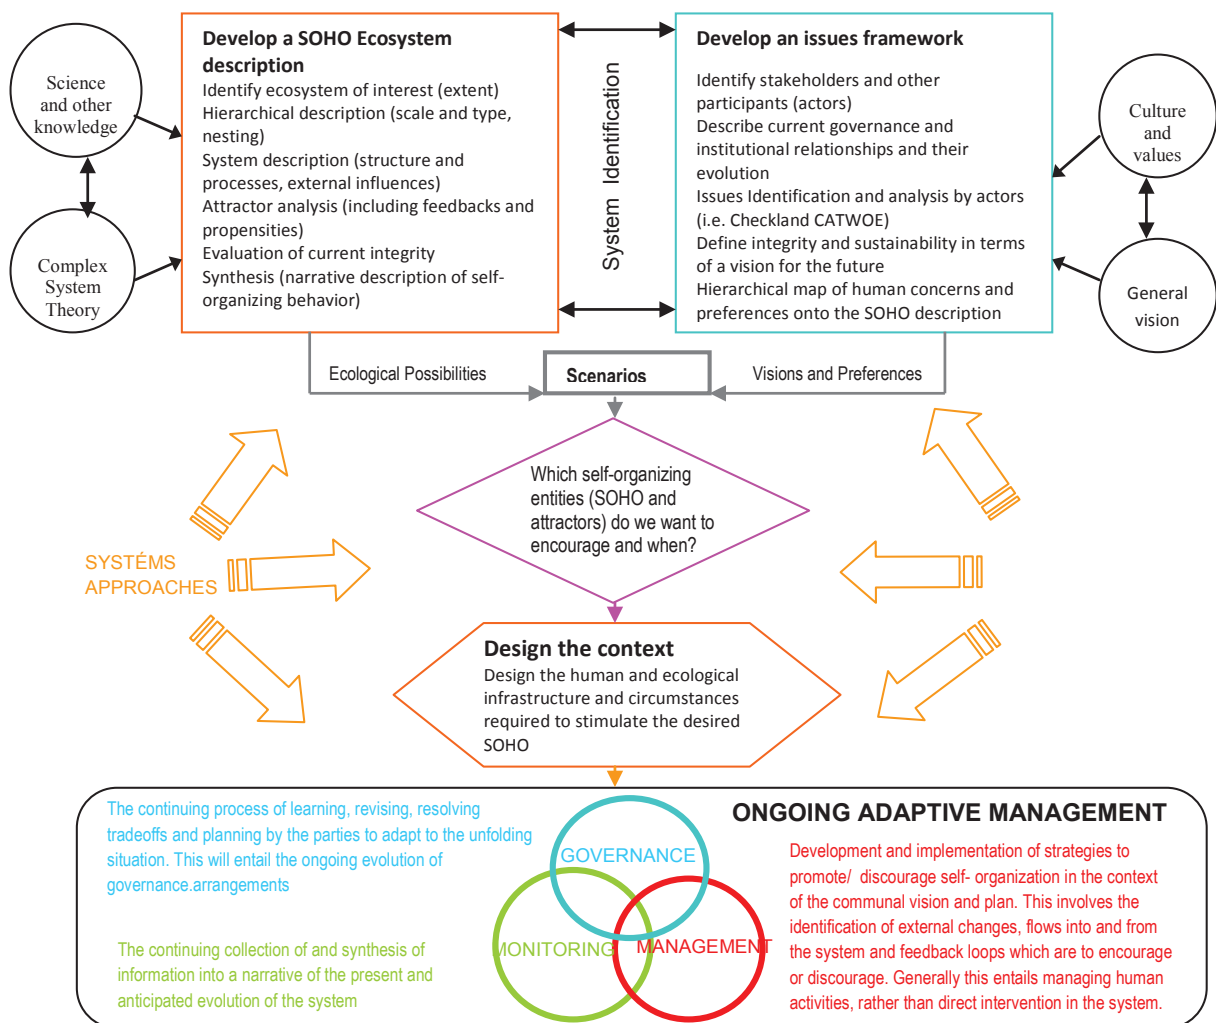 Science
and other
knowledge
Complex
System
Theory
Develop a SOHO Ecosystem
description
Identify ecosystem of interest (extent)
Hierarchical description (scale and type,
nesting)
System description (structure and
processes, external influences)
Attractor analysis (including feedbacks and
propensities)
Evaluation of current integrity
Synthesis (narrative description of self-
organizing behavior)
System Identification
Develop an issues framework
Identify stakeholders and other
participants (actors)
Describe current governance and
institutional relationships and their
evolution
Issues Identification and analysis by actors
(i.e. Checkland CATWOE)
Define integrity and sustainability in terms
of a vision for the future
Hierarchical map of human concerns and
preferences onto the SOHO description
Culture
and
values
General
vision
Ecological Possibilities
Scenarios
Visions and Preferences
Which self-organizing
entities (SOHO and
attractors) do we want to
encourage and when?
SYSTÉMS
APPROACHES
Design the context
Design the human and ecological
infrastructure and circumstances
required to stimulate the desired
SOHO
The continuing process of learning, revising, resolving
tradeoffs and planning by the parties to adapt to the unfolding
situation. This will entail the ongoing evolution of
governance.arrangements
The continuing collection of and synthesis of
information into a narrative of the present and
anticipated evolution of the system
GOVERNANCE
MONITORING
MANAGEMENT
ONGOING ADAPTIVE MANAGEMENT
Development and implementation of strategies to
promote/ discourage self- organization in the context
of the communal vision and plan. This involves the
identification of external changes, flows into and from
the system and feedback loops which are to encourage
or discourage. Generally this entails managing human
activities, rather than direct intervention in the system.